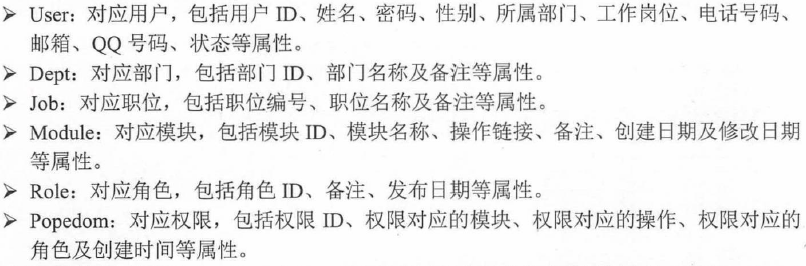 ➢ User：对应用户，包括用户 ID、姓名、密码、性别、所属部门、工作岗位、电话号码、
邮箱、QQ 号码、状态等属性。
➢ Dept：对应部门，包括部门 ID、部门名称及备注等属性。
➢ Job：对应职位，包括职位编号、职位名称及备注等属性。
➢ Module：对应模块，包括模块 ID、模块名称、操作链接、备注、创建日期及修改日期
等属性。
➢ Role：对应角色，包括角色 ID、备注、发布日期等属性。
➢ Popedom：对应权限，包括权限 ID、权限对应的模块、权限对应的操作、权限对应的
角色及创建时间等属性。